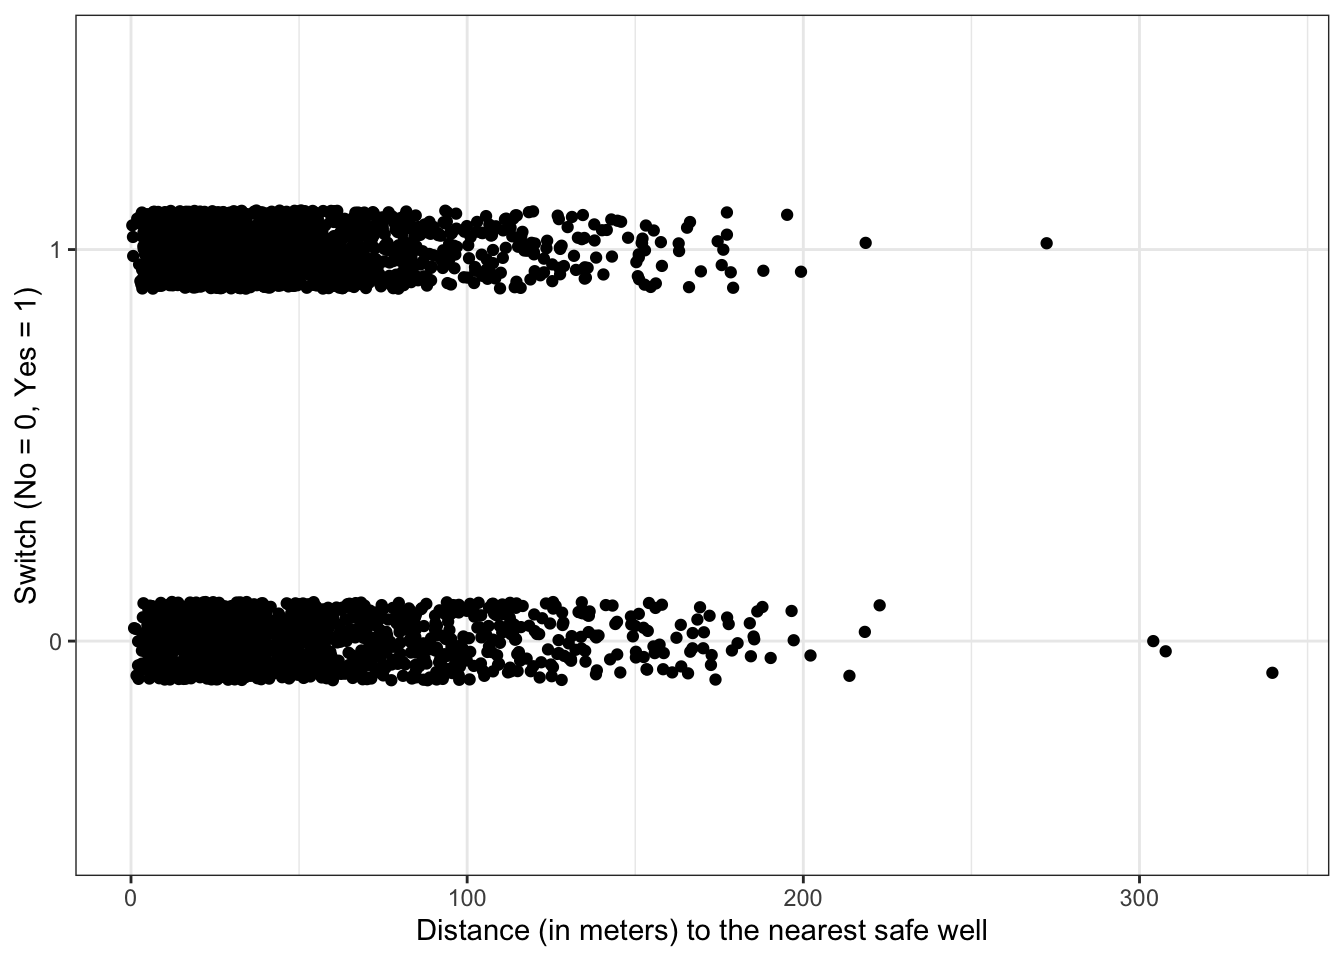 Switch (No = 0, Yes = 1)
1
0
0 100 200 300
Distance (in meters) to the nearest safe well